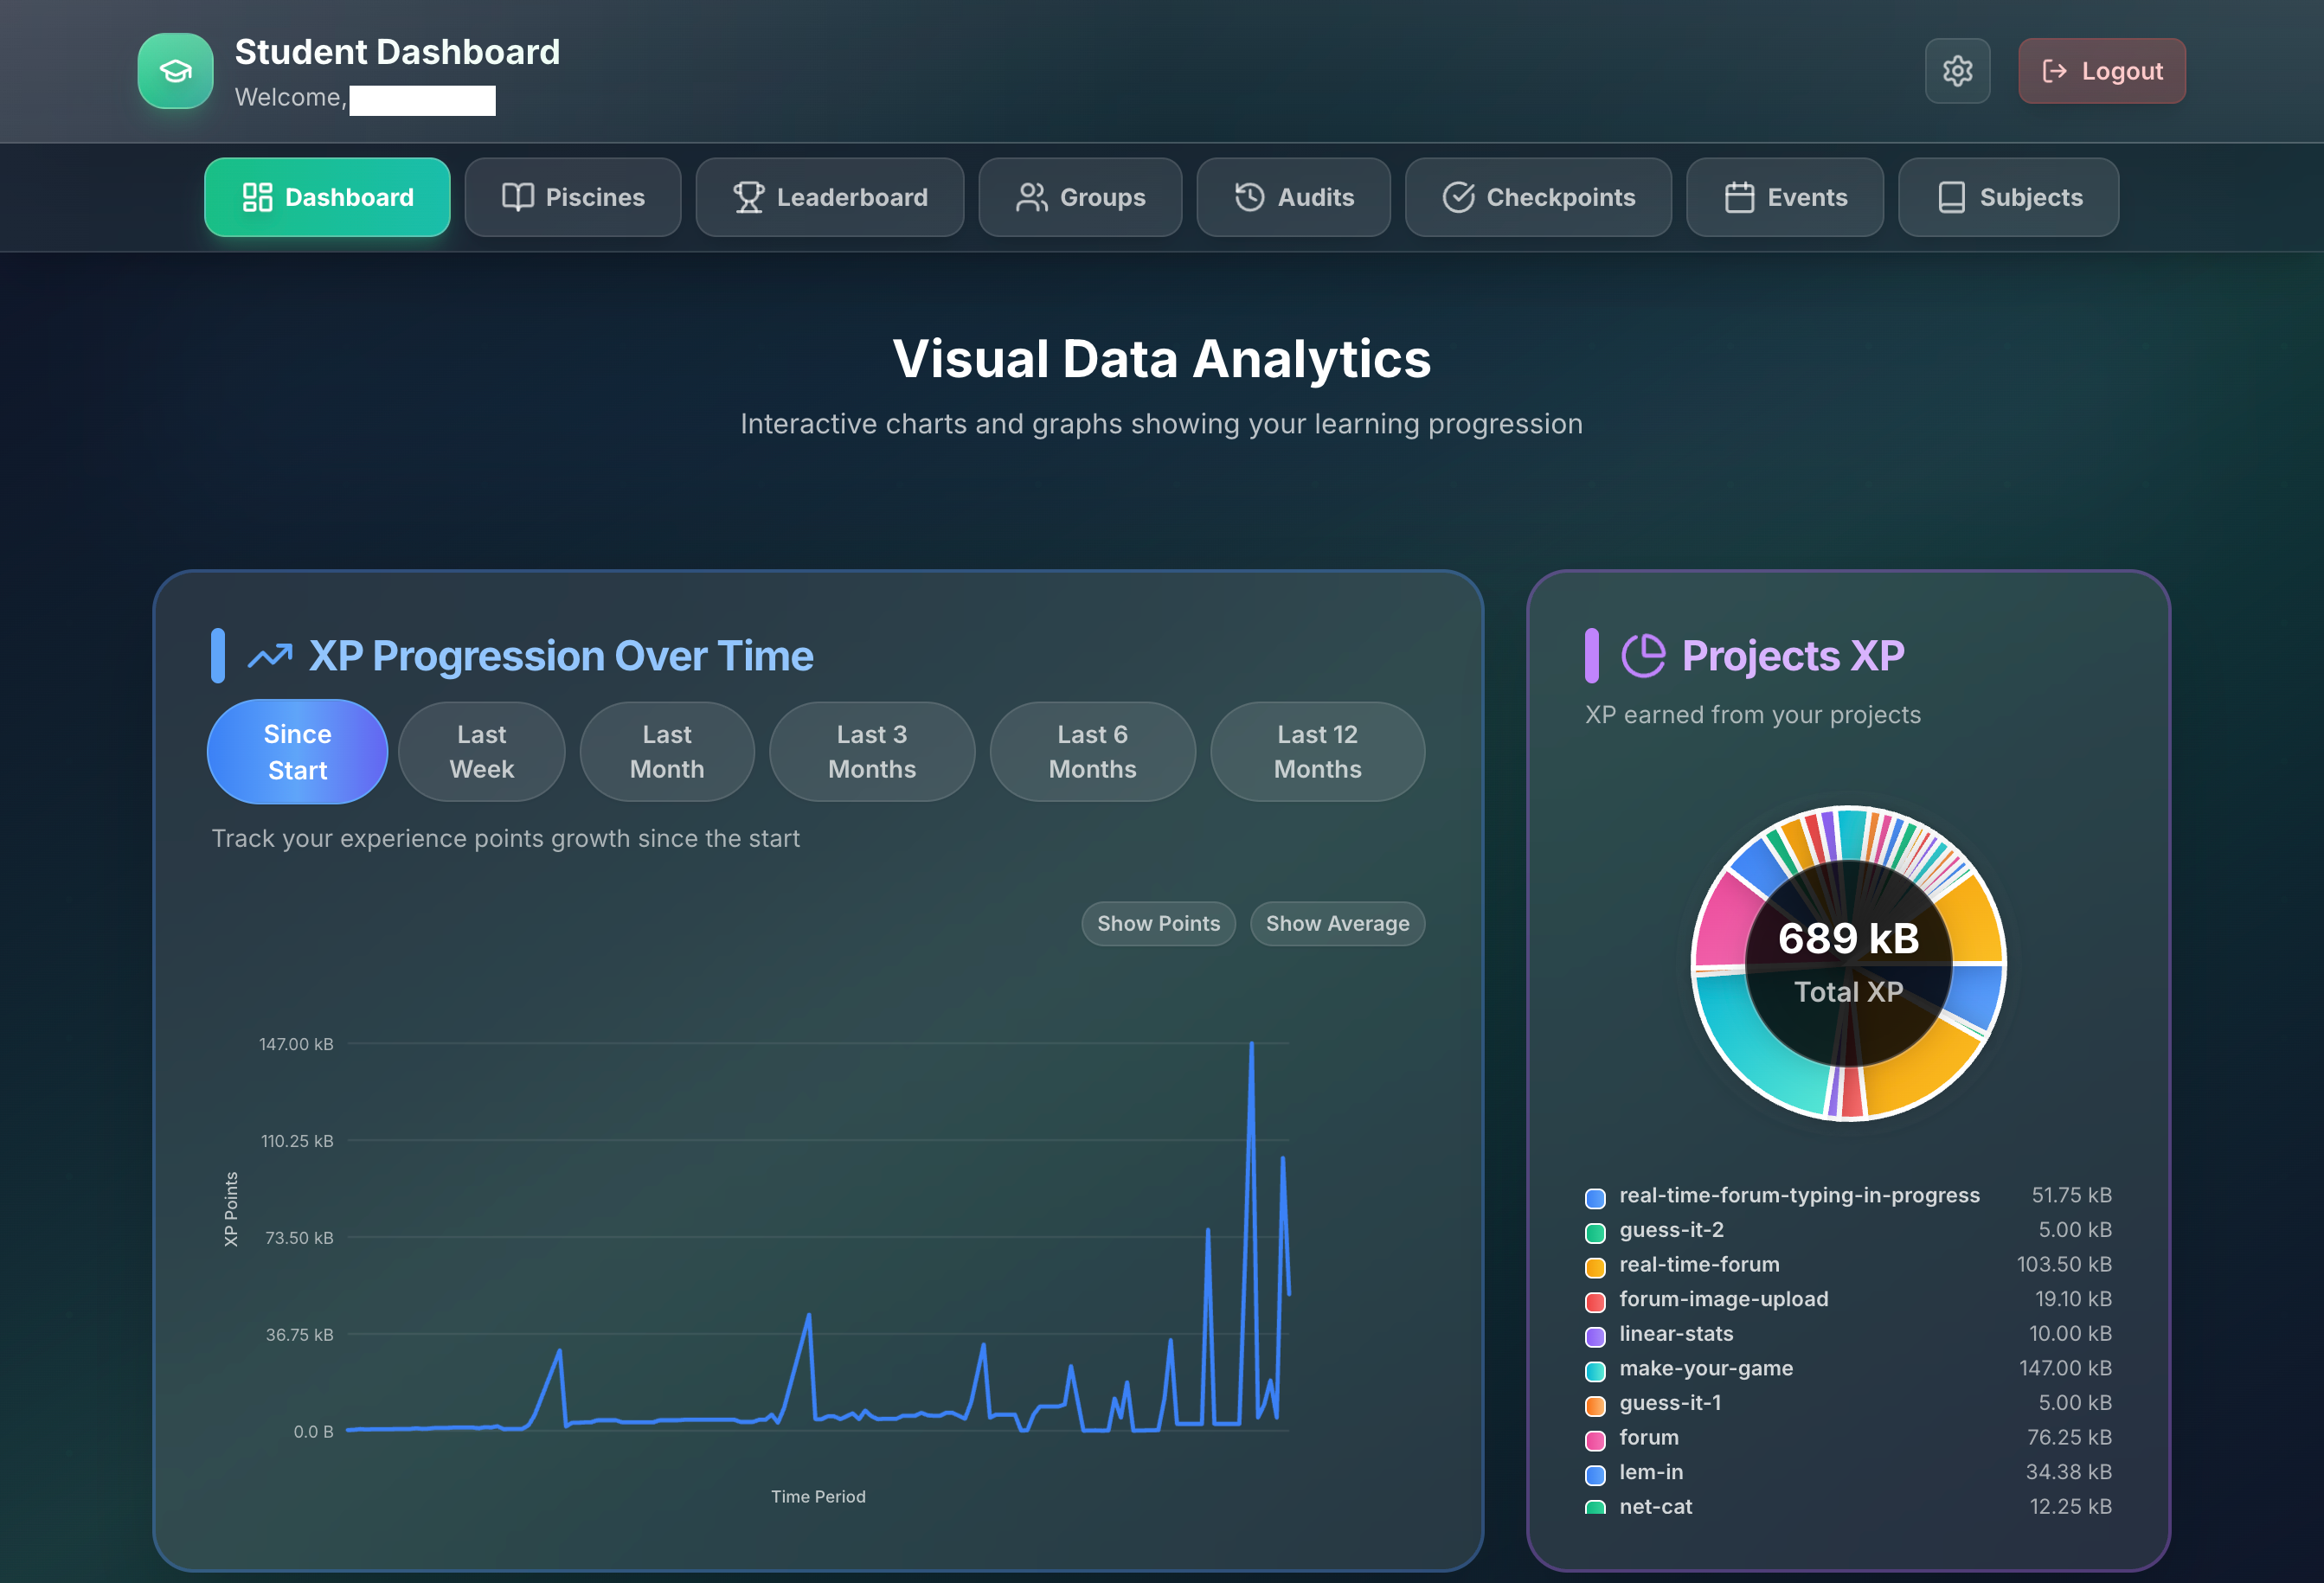 Student Dashboard
Welcome,
Logout
Dashboard
Piscines
Leaderboard
Groups
Audits
Checkpoints
Events
Subjects
Visual Data Analytics
Interactive charts and graphs showing your learning progression
XP Progression Over Time
Since
Start
Last
Week
Last
Month
Last 3
Months
Last 6
Months
Last 12
Months
Track your experience points growth since the start
Show Points
Show Average
147.00 kB
110.25 kB
73.50 kB
36.75 kB
0.0 B
XP Points
Time Period
Projects XP
XP earned from your projects
689 kB
Total XP
real-time-forum-typing-in-progress 51.75 kB
guess-it-2 5.00 kB
real-time-forum 103.50 kB
forum-image-upload 19.10 kB
linear-stats 10.00 kB
make-your-game 147.00 kB
guess-it-1 5.00 kB
forum 76.25 kB
lem-in 34.38 kB
net-cat 12.25 kB